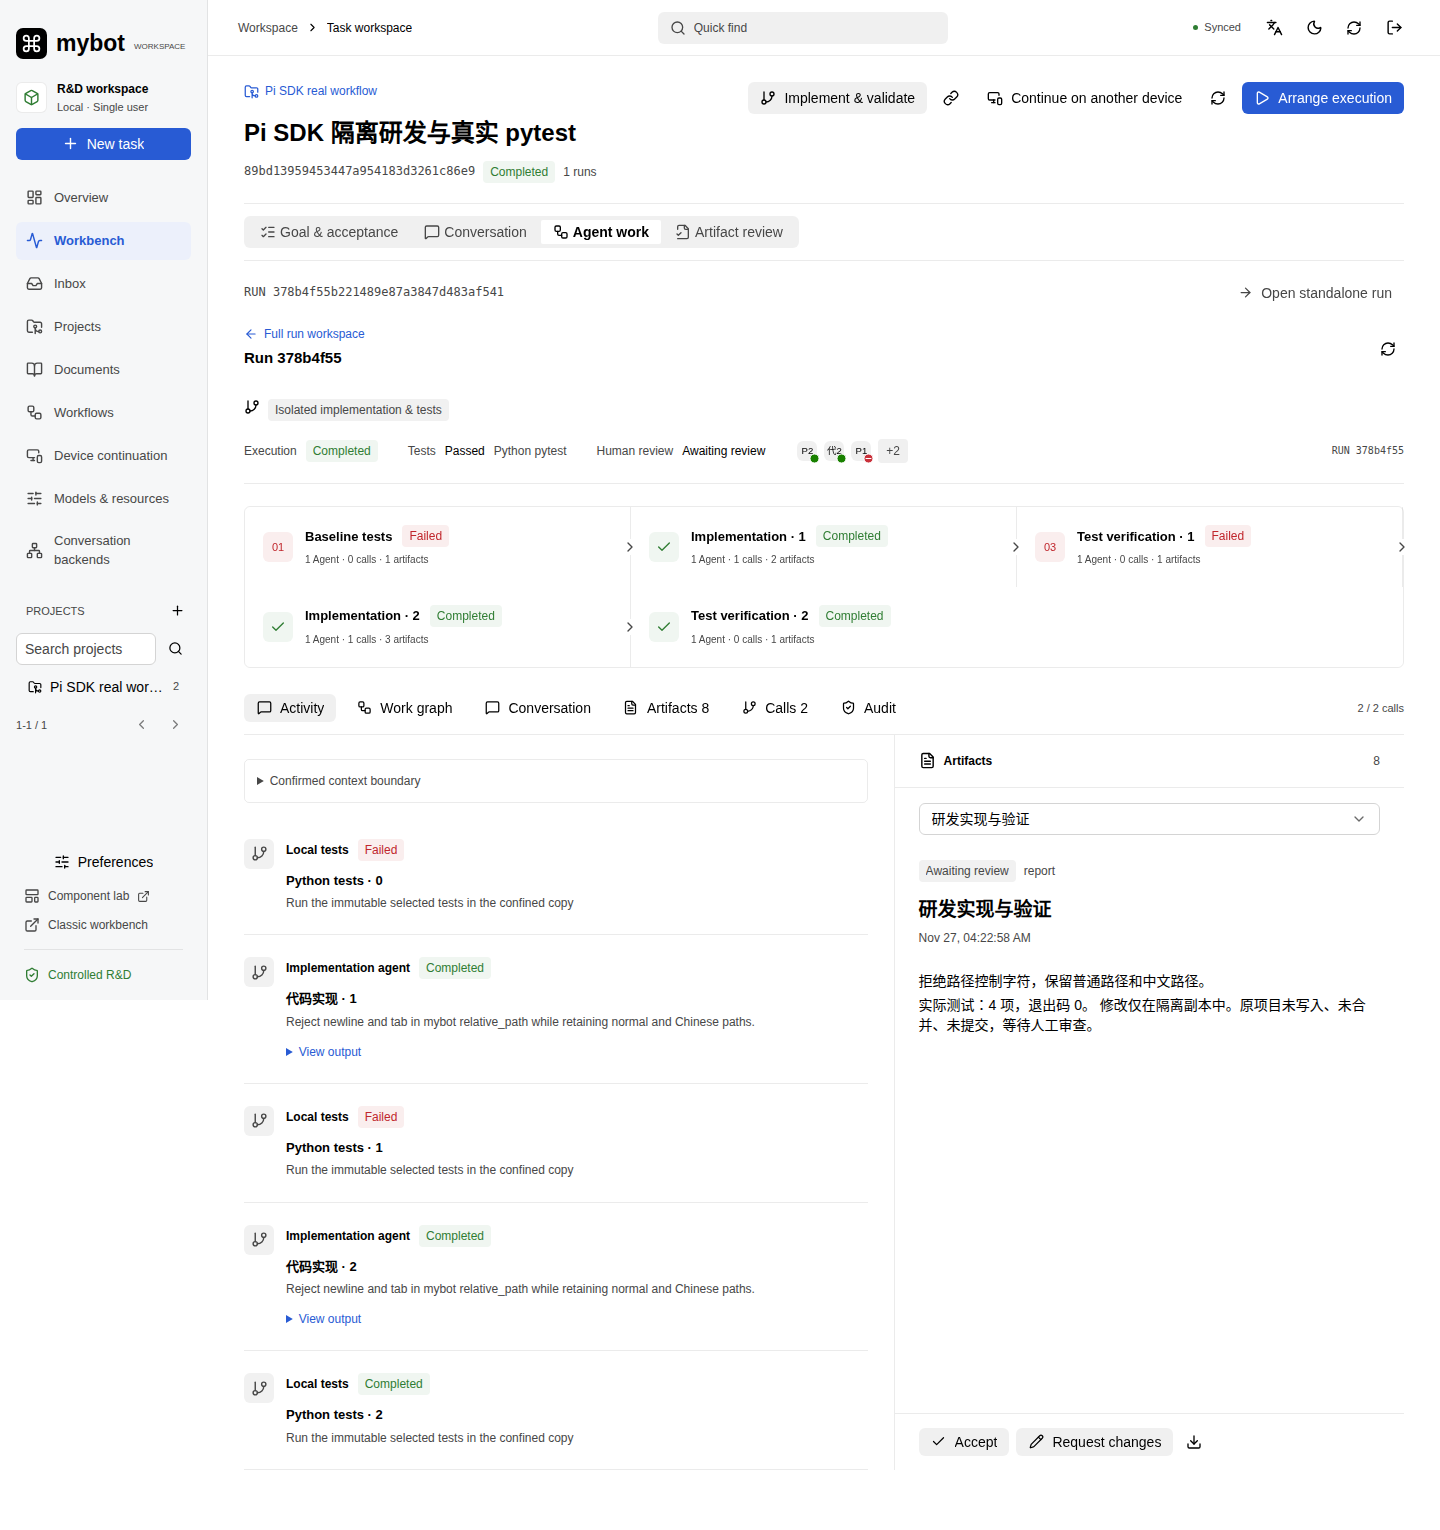 mybot WORKSPACE
R&D workspace
Local · Single user
New task
Overview
Workbench
Inbox
Projects
Documents
Workflows
Device continuation
Models & resources
Conversation
backends
PROJECTS
Search projects
Pi SDK real wor… 2
1-1 / 1
Preferences
Component lab
Classic workbench
Controlled R&D
Workspace Task workspace
Quick find
Synced
Pi SDK real workflow
Implement & validate Continue on another device Arrange execution
Pi SDK 隔离研发与真实 pytest
89bd13959453447a954183d3261c86e9 Completed 1 runs
Goal & acceptance Conversation Agent work Artifact review
RUN 378b4f55b221489e87a3847d483af541 Open standalone run
Full run workspace
Run 378b4f55
Isolated implementation & tests
Execution Completed Tests Passed Python pytest Human review Awaiting review P2 代2 P1 +2 RUN 378b4f55
01 Baseline tests Failed
1 Agent · 0 calls · 1 artifacts
Implementation · 1 Completed
1 Agent · 1 calls · 2 artifacts
03 Test verification · 1 Failed
1 Agent · 0 calls · 1 artifacts
Implementation · 2 Completed
1 Agent · 1 calls · 3 artifacts
Test verification · 2 Completed
1 Agent · 0 calls · 1 artifacts
Activity Work graph Conversation Artifacts 8 Calls 2 Audit 2 / 2 calls
Confirmed context boundary
Local tests Failed
Python tests · 0
Run the immutable selected tests in the confined copy
Implementation agent Completed
代码实现 · 1
Reject newline and tab in mybot relative_path while retaining normal and Chinese paths.
View output
Local tests Failed
Python tests · 1
Run the immutable selected tests in the confined copy
Implementation agent Completed
代码实现 · 2
Reject newline and tab in mybot relative_path while retaining normal and Chinese paths.
View output
Local tests Completed
Python tests · 2
Run the immutable selected tests in the confined copy
Artifacts 8
研发实现与验证
Awaiting review report
研发实现与验证
Nov 27, 04:22:58 AM
拒绝路径控制字符，保留普通路径和中文路径。
实际测试：4 项，退出码 0。 修改仅在隔离副本中。原项目未写入、未合
并、未提交，等待人工审查。
Accept Request changes